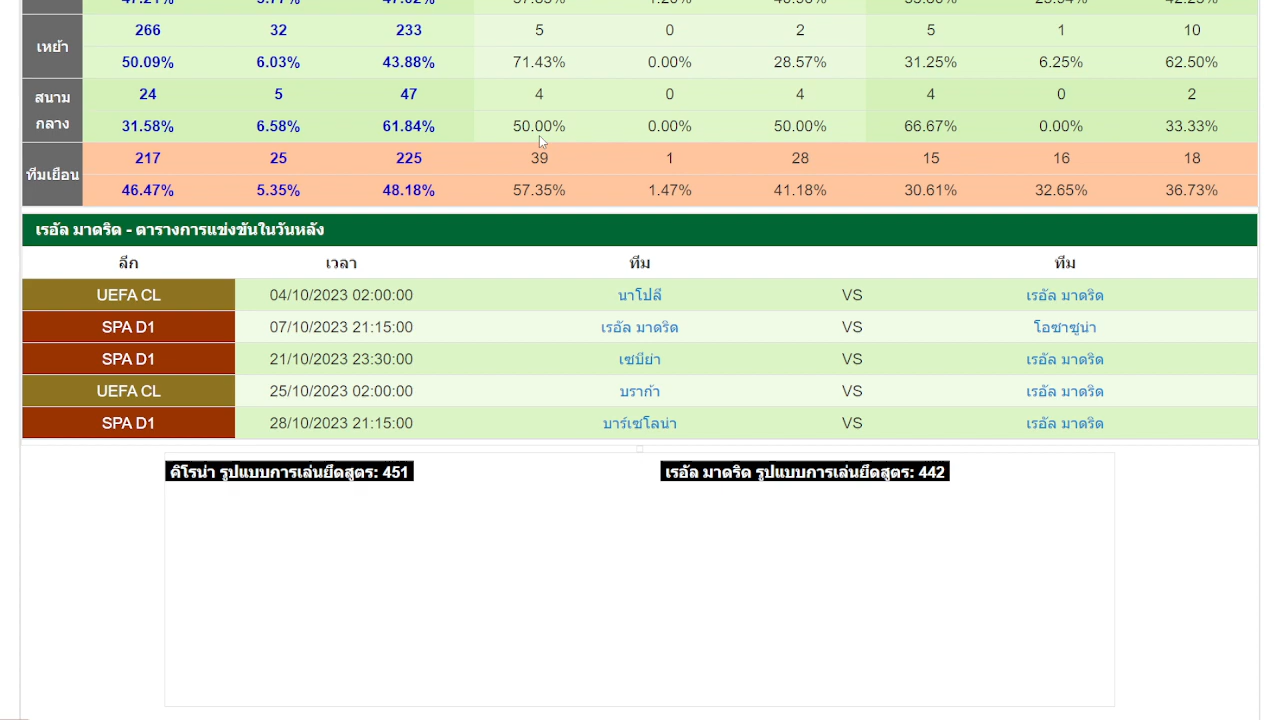 เหย้า 266 32 233 5 0 2 5 1 10
50.09% 6.03% 43.88% 71.43% 0.00% 28.57% 31.25% 6.25% 62.50%
สนาม 24 5 47 4 0 4 4 0 2
กลาง 31.58% 6.58% 61.84% 50.00% 0.00% 50.00% 66.67% 0.00% 33.33%
ทีมเยือน 217 25 225 39 1 28 15 16 18
46.47% 5.35% 48.18% 57.35% 1.47% 41.18% 30.61% 32.65% 36.73%
เรอัล มาดริด - ตารางการแข่งขันในวันหลัง
ลีก เวลา ทีม ทีม
UEFA CL 04/10/2023 02:00:00 นาโปลี VS เรอัล มาดริด
SPA D1 07/10/2023 21:15:00 เรอัล มาดริด VS โอซาซูน่า
SPA D1 21/10/2023 23:30:00 เซบีย่า VS เรอัล มาดริด
UEFA CL 25/10/2023 02:00:00 บราก้า VS เรอัล มาดริด
SPA D1 28/10/2023 21:15:00 บาร์เซโลน่า VS เรอัล มาดริด
คิโรน่า รูปแบบการเล่นยึดสูตร: 451 เรอัล มาดริด รูปแบบการเล่นยึดสูตร: 442